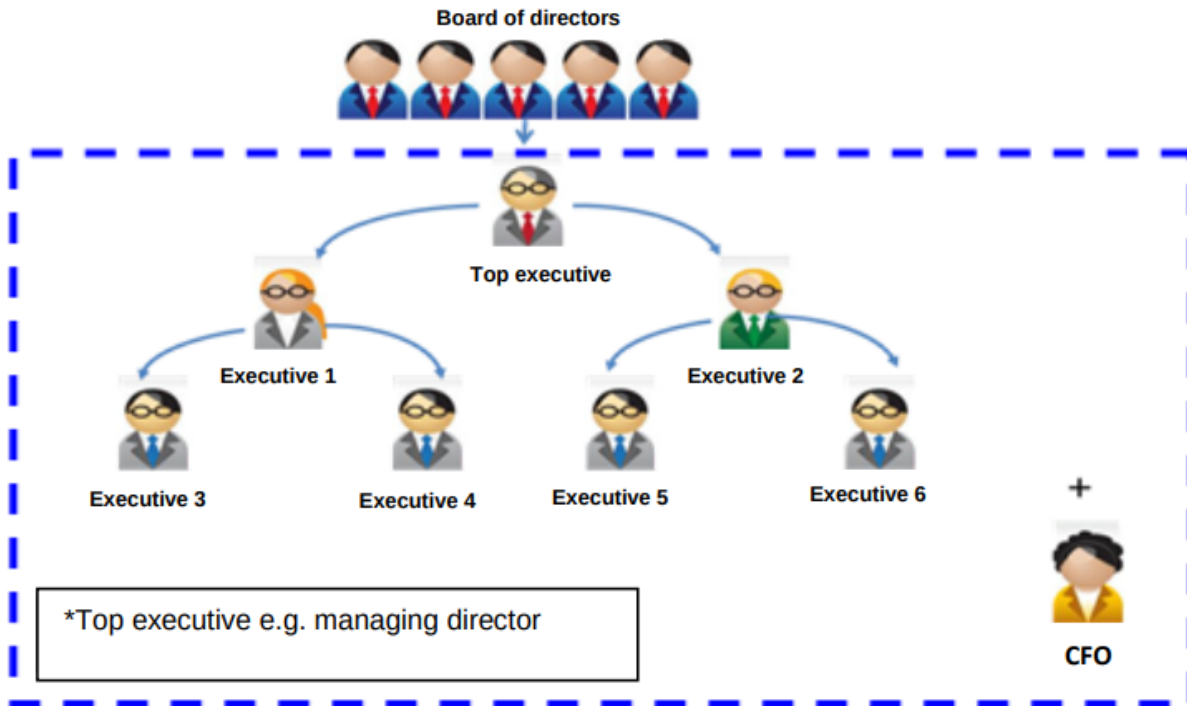 Board of directors
Top executive
Executive 1
Executive 2
Executive 3
Executive 4
Executive 5
Executive 6
+
CFO
*Top executive e.g. managing director